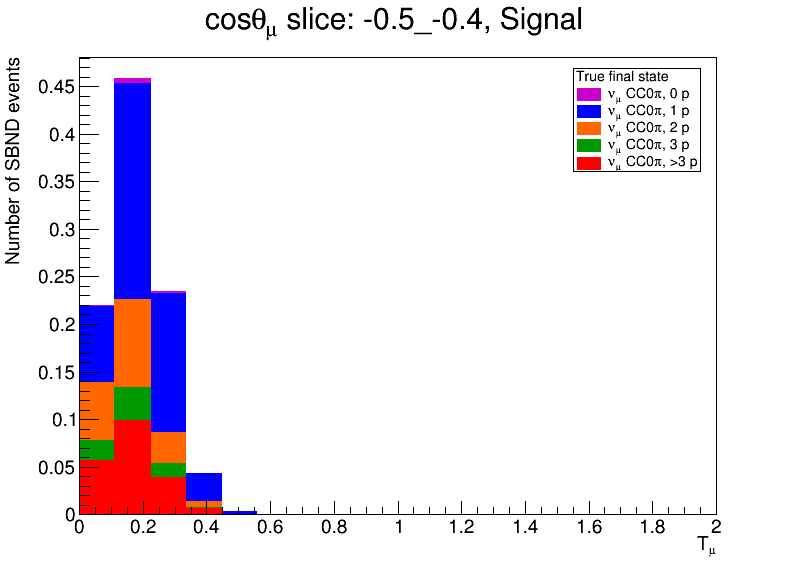 cosθμ slice: -0.5_-0.4, Signal
Number of SBND events
0.45
0.4
0.35
0.3
0.25
0.2
0.15
0.1
0.05
0
True final state
νμ CC0π, 0 p
νμ CC0π, 1 p
νμ CC0π, 2 p
νμ CC0π, 3 p
νμ CC0π, >3 p
0 0.2 0.4 0.6 0.8 1 1.2 1.4 1.6 1.8 2
Tμ